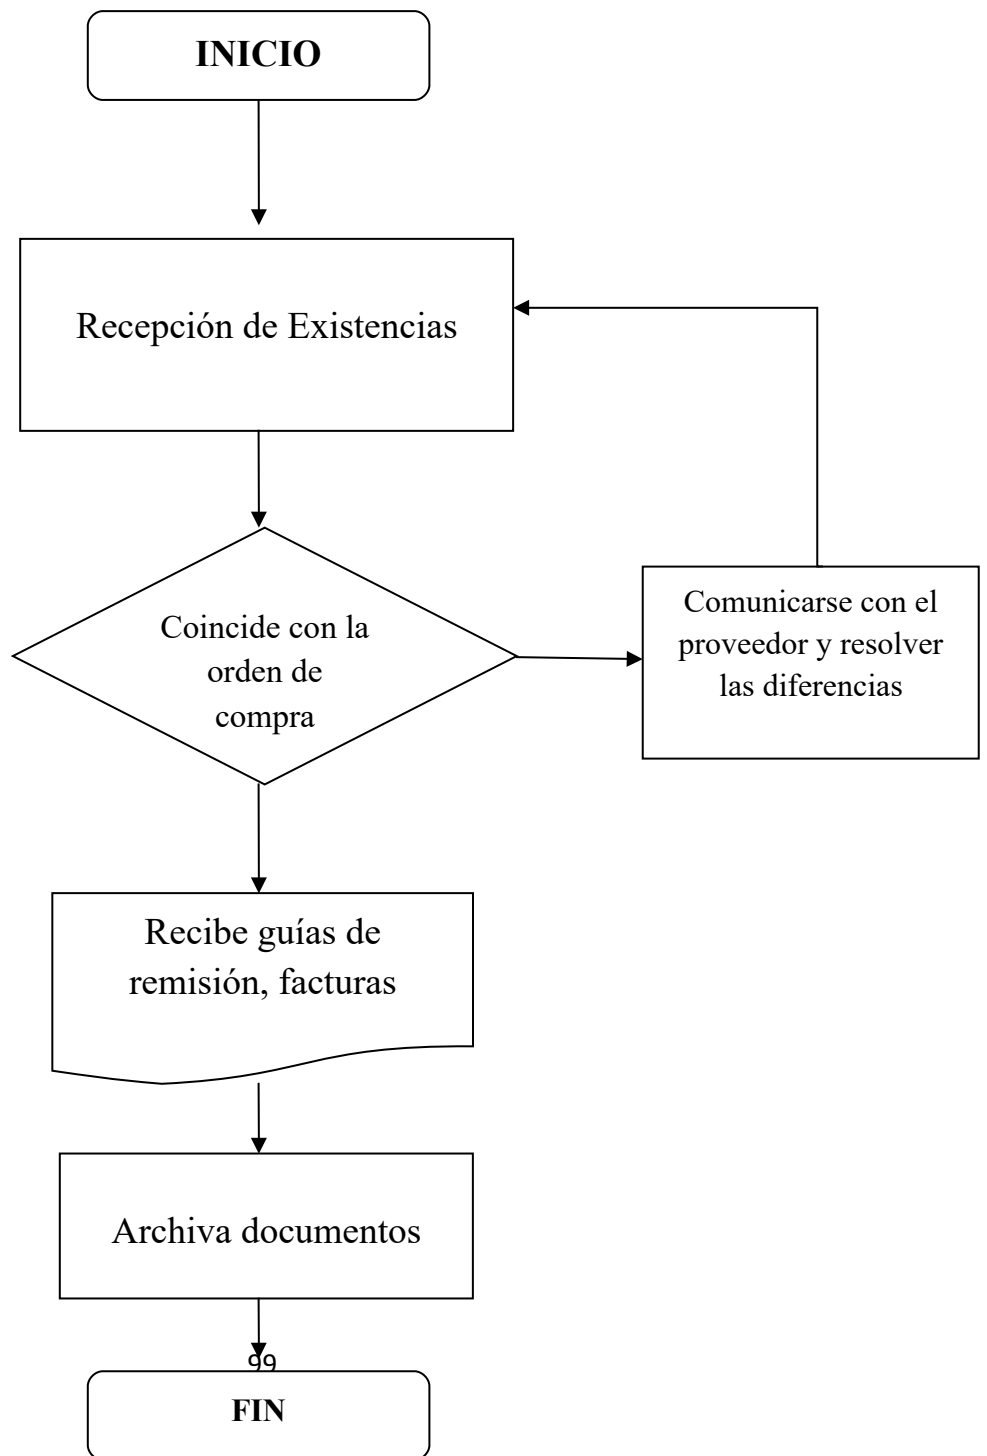 INICIO
Recepción de Existencias
Coincide con la
orden de
compra
Comunicarse con el
proveedor y resolver
las diferencias
Recibe guías de
remisión, facturas
Archiva documentos
99
FIN